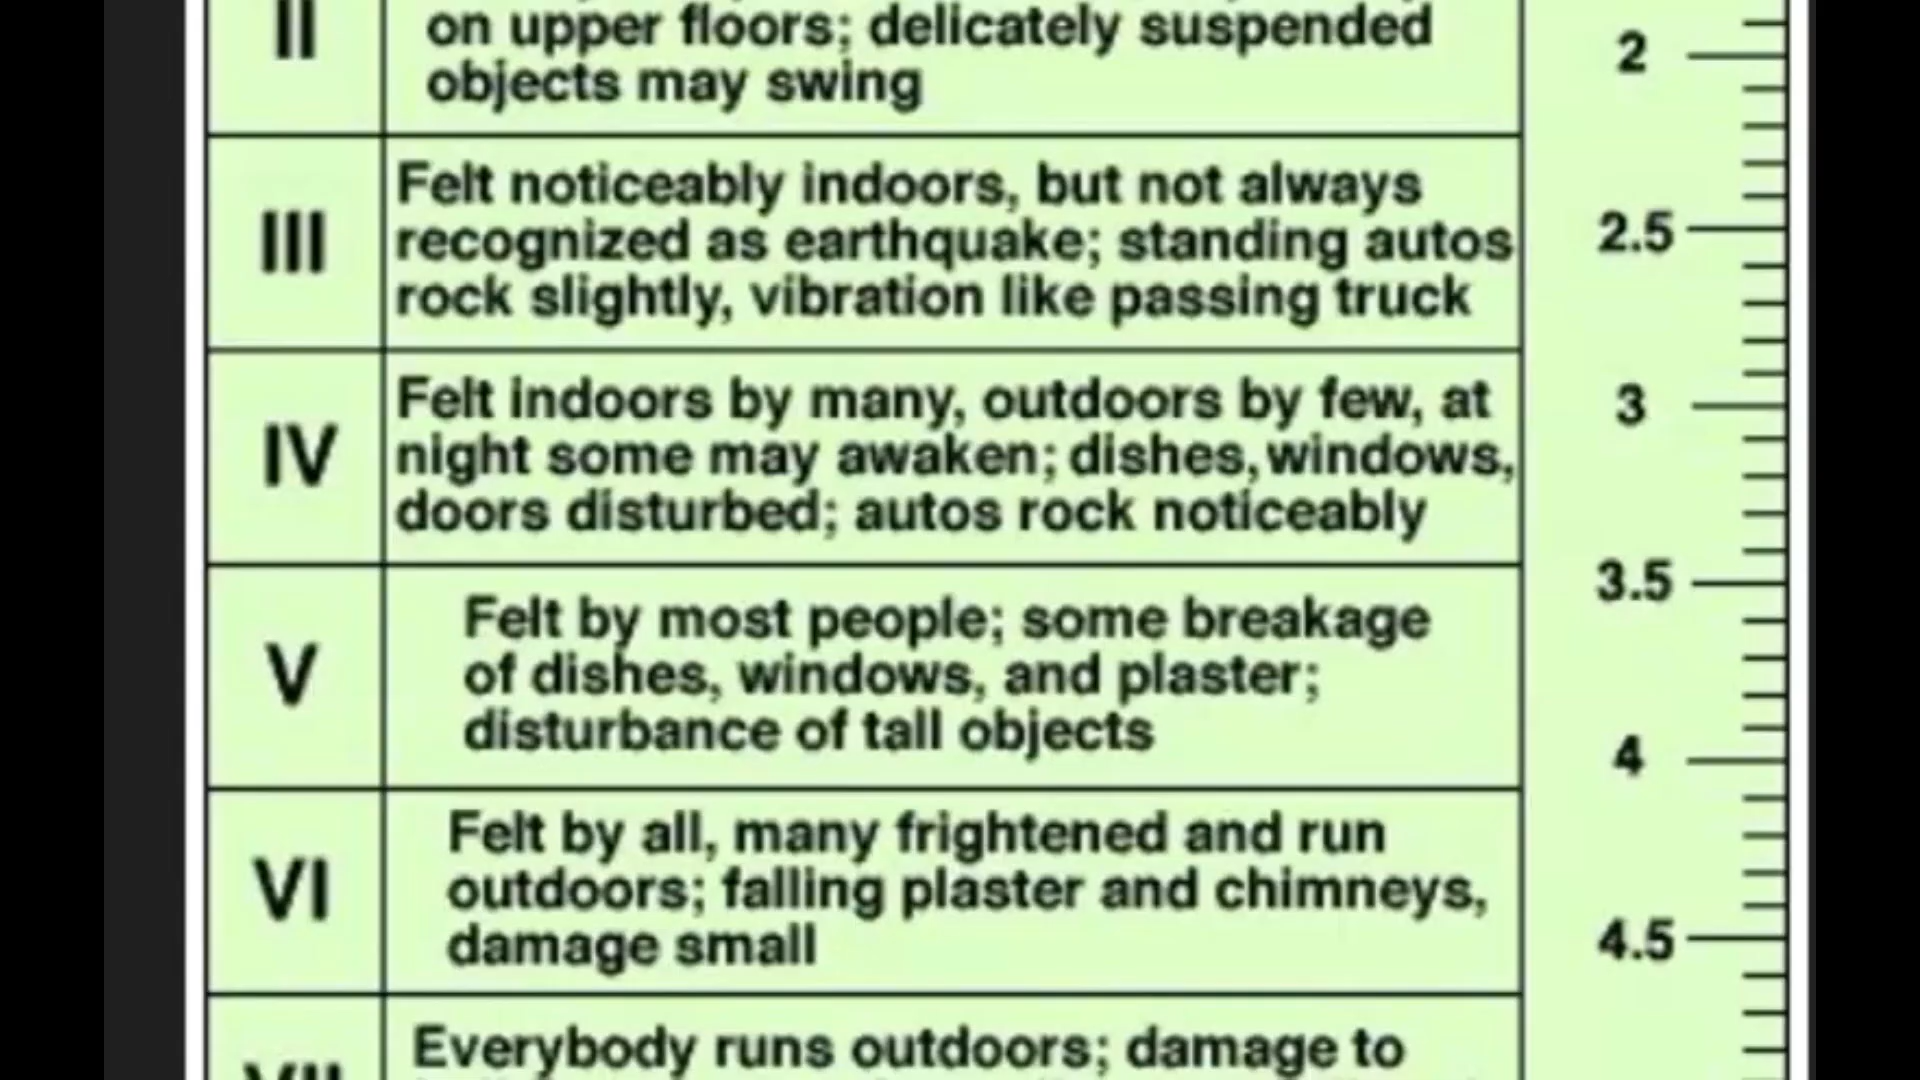 II
on upper floors; delicately suspended
objects may swing
2
III
Felt noticeably indoors, but not always
recognized as earthquake; standing autos
rock slightly, vibration like passing truck
2.5
IV
Felt indoors by many, outdoors by few, at
night some may awaken; dishes, windows,
doors disturbed; autos rock noticeably
3
3.5
V
Felt by most people; some breakage
of dishes, windows, and plaster;
disturbance of tall objects
4
VI
Felt by all, many frightened and run
outdoors; falling plaster and chimneys,
damage small
4.5
VII
Everybody runs outdoors; damage to